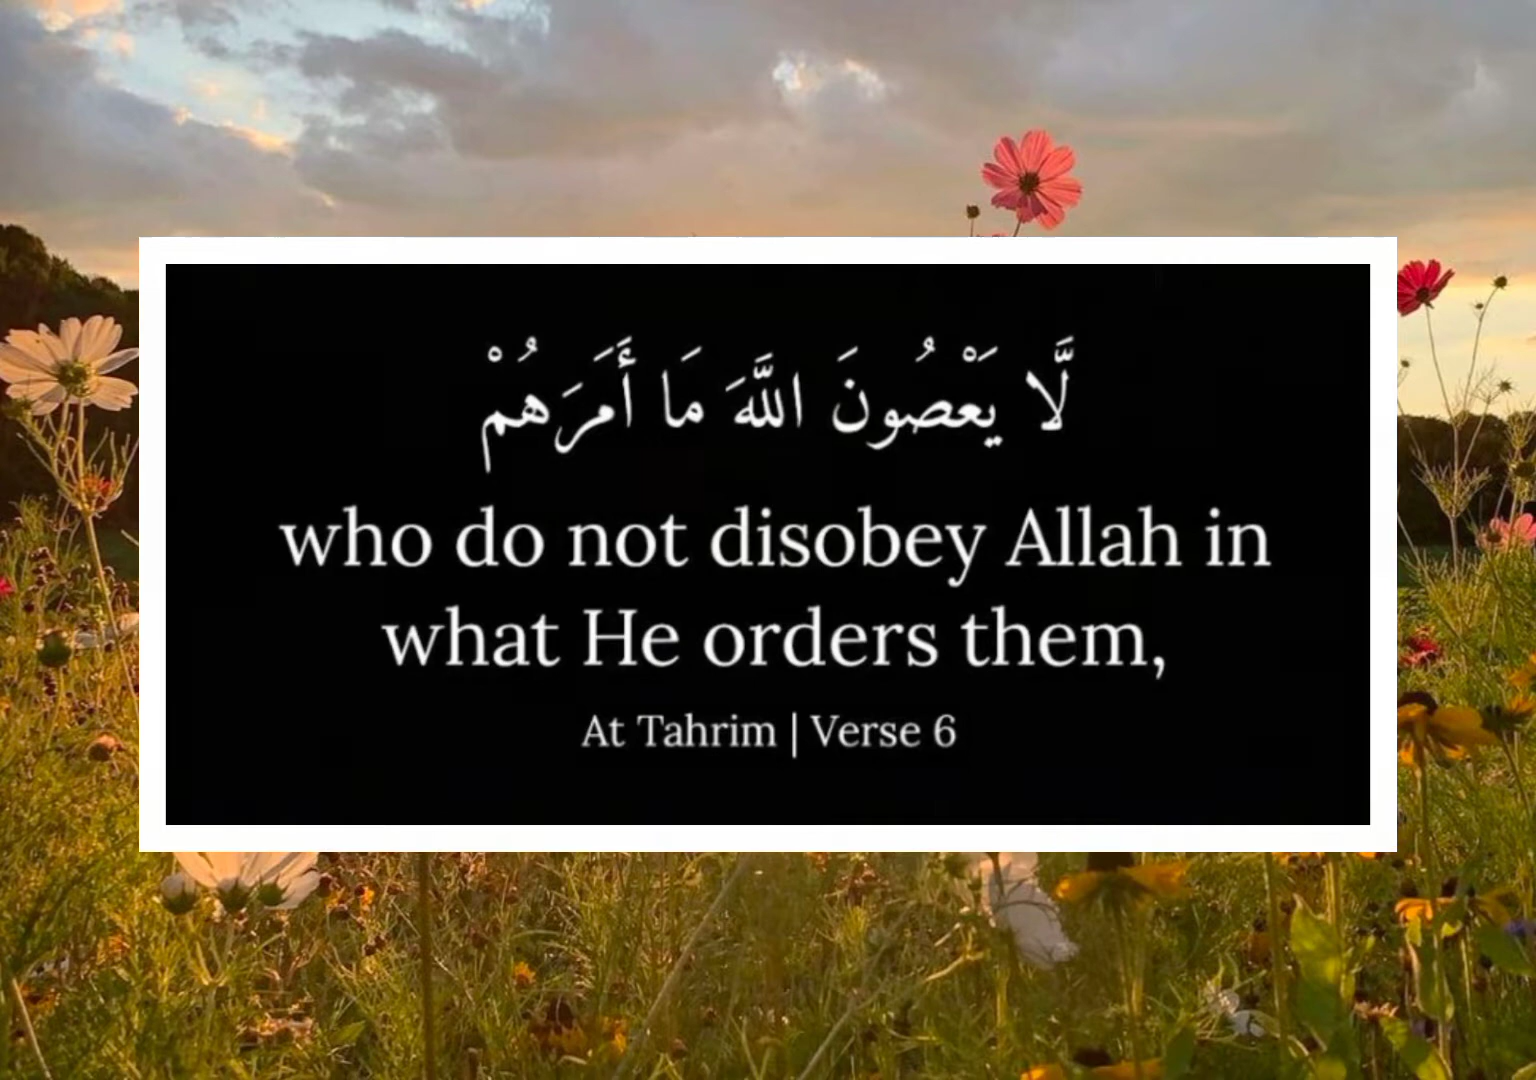 لَّا يَعْصُونَ اللَّهَ مَا أَمَرَهُمْ
who do not disobey Allah in
what He orders them,
At Tahrim | Verse 6